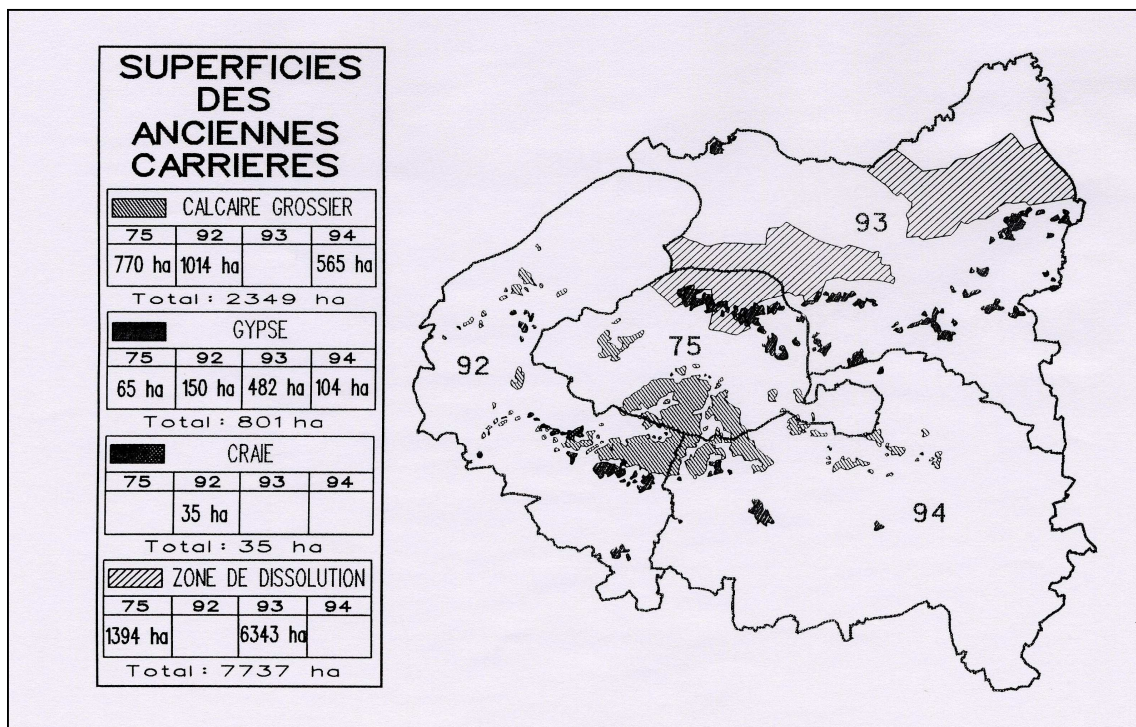 SUPERFICIES
DES
ANCIENNES
CARRIERES
CALCAIRE GROSSIER
75 92 93 94
770 ha 1014 ha 565 ha
Total: 2349 ha
GYPSE
75 92 93 94
65 ha 150 ha 482 ha 104 ha
Total: 801 ha
CRAIE
75 92 93 94
35 ha
Total: 35 ha
ZONE DE DISSOLUTION
75 92 93 94
1394 ha 6343 ha
Total: 7737 ha
93
75
92
94